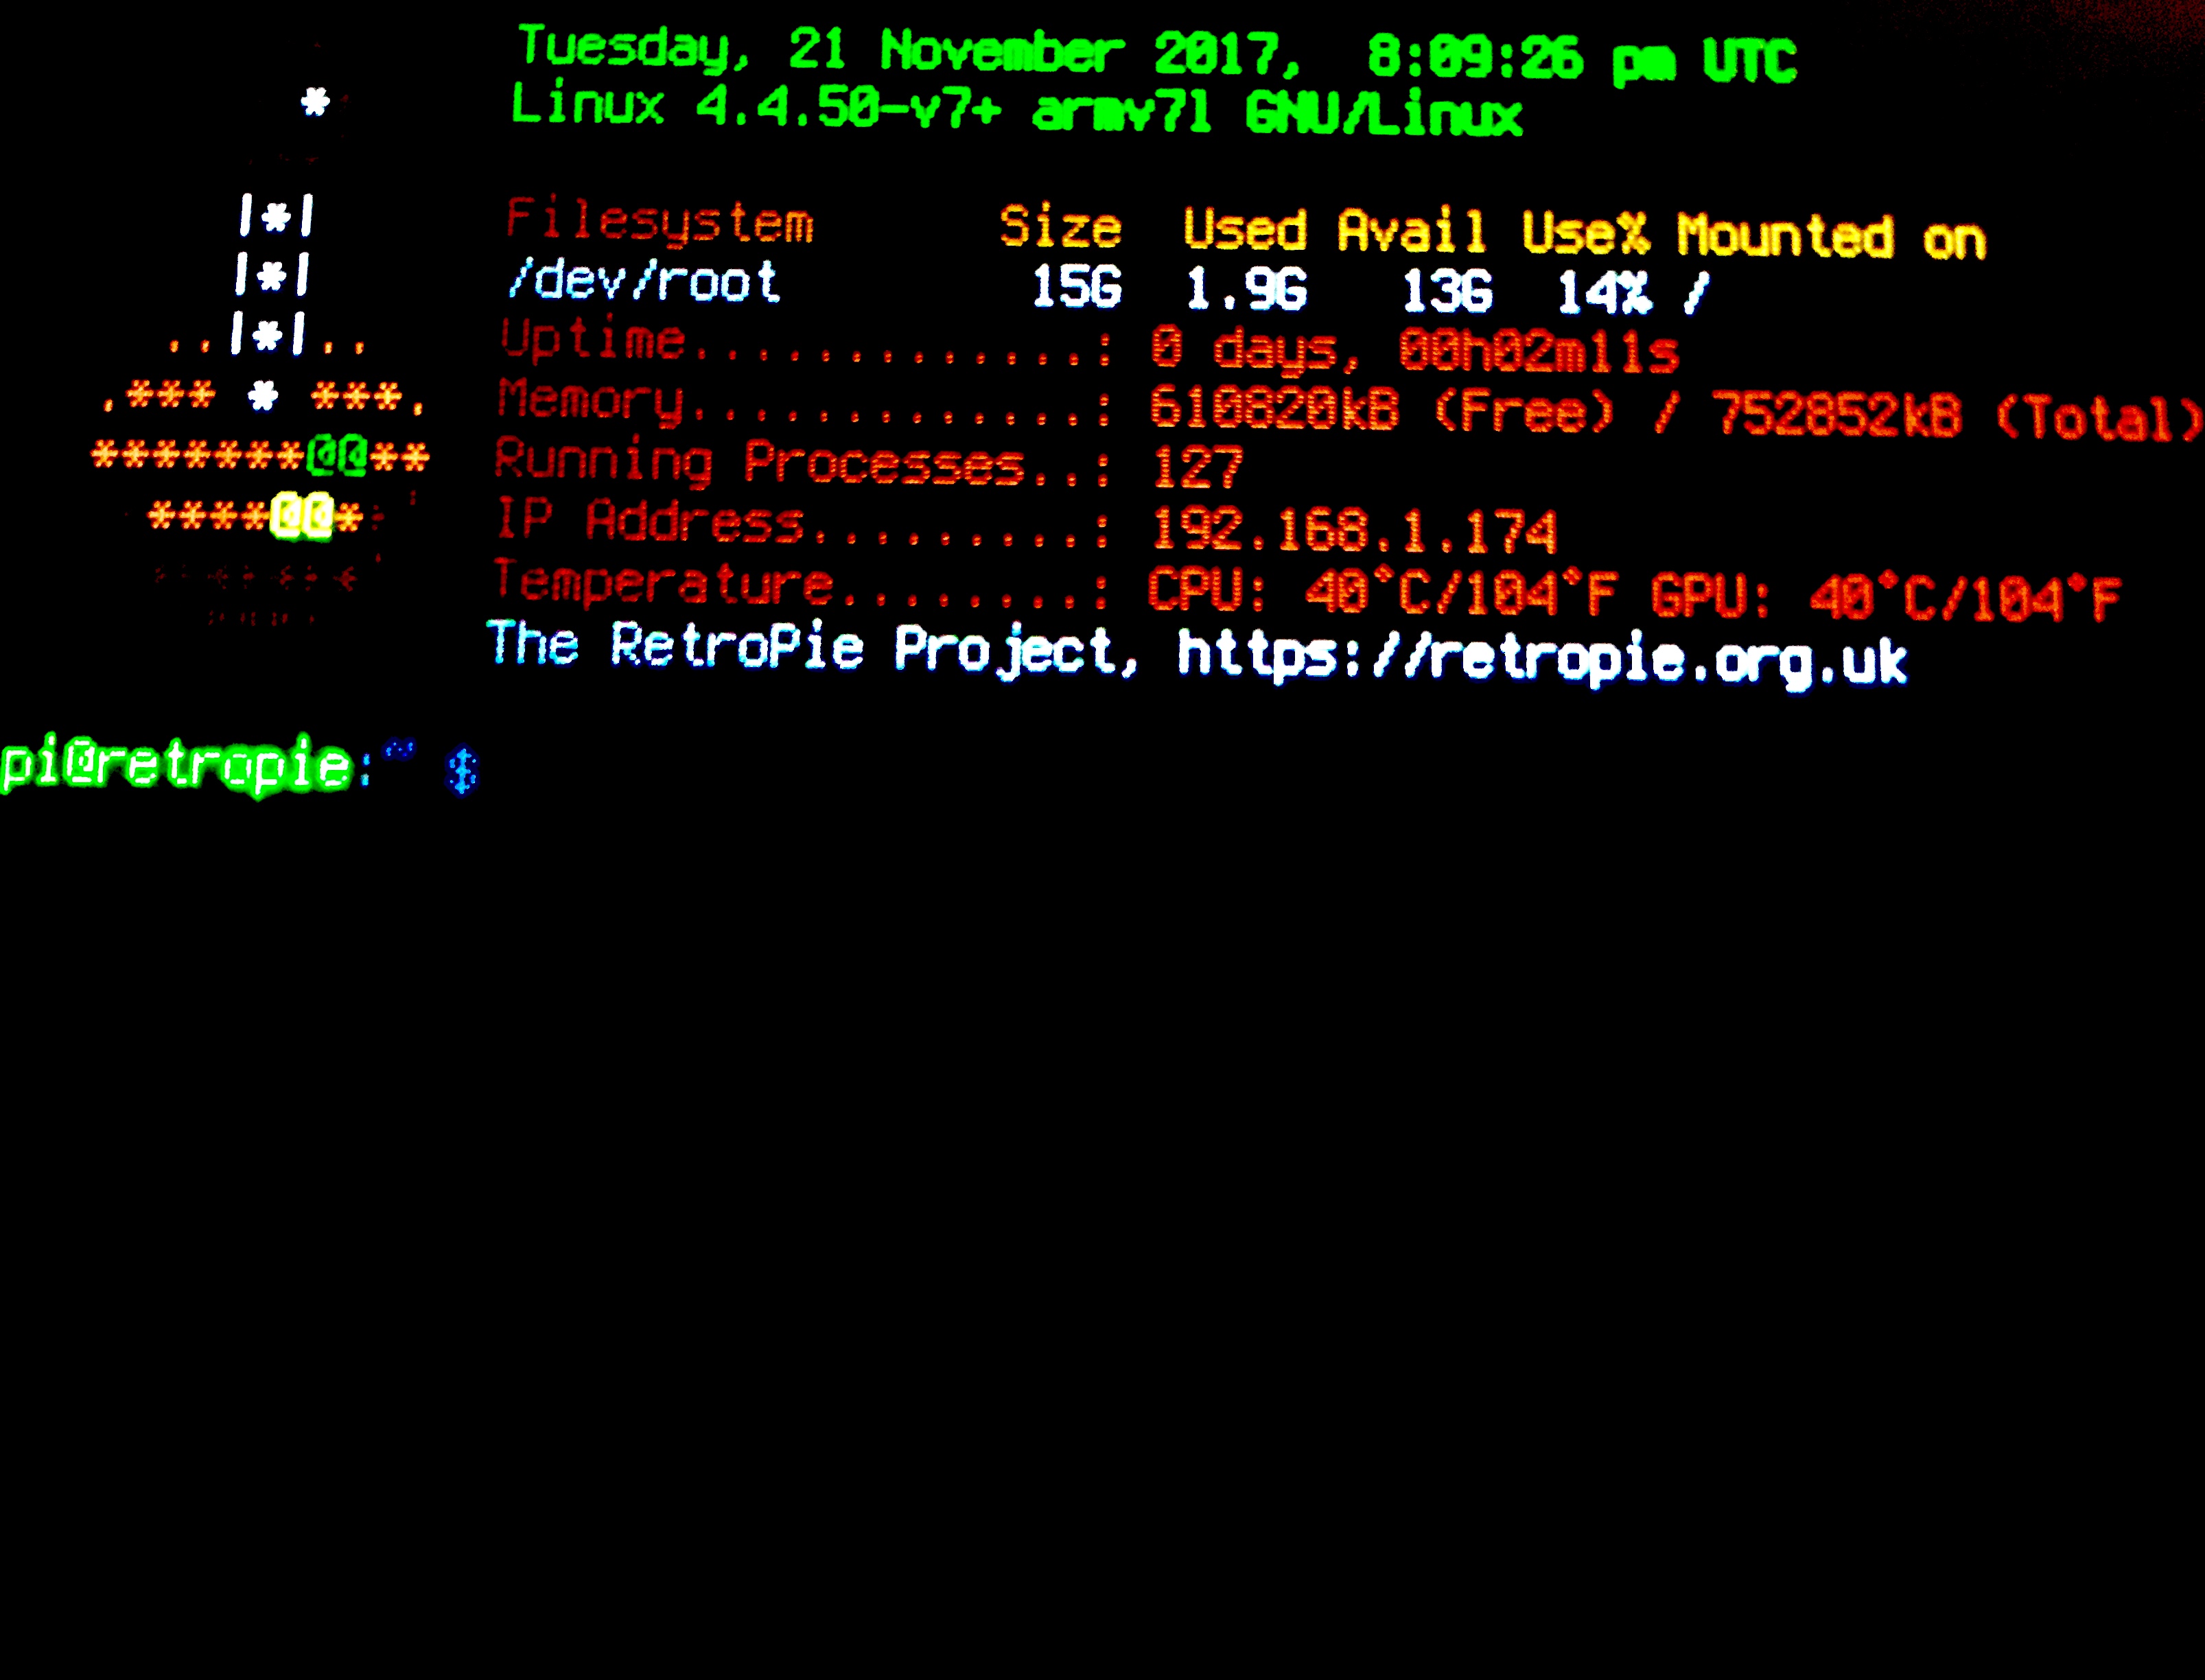 Tuesday, 21 November 2017,  8:09:26 pm UTC
Linux 4.4.50-v7+ armv7l GNU/Linux
Filesystem      Size  Used Avail Use% Mounted on
/dev/root        15G  1.9G   13G  14% /
Uptime.............: 0 days, 00h02m11s
Memory.............: 610820kB (Free) / 752852kB (Total)
Running Processes..: 127
IP Address.........: 192.168.1.174
Temperature........: CPU: 40°C/104°F GPU: 40°C/104°F
The RetroPie Project, https://retropie.org.uk
pi@retropie:~ $